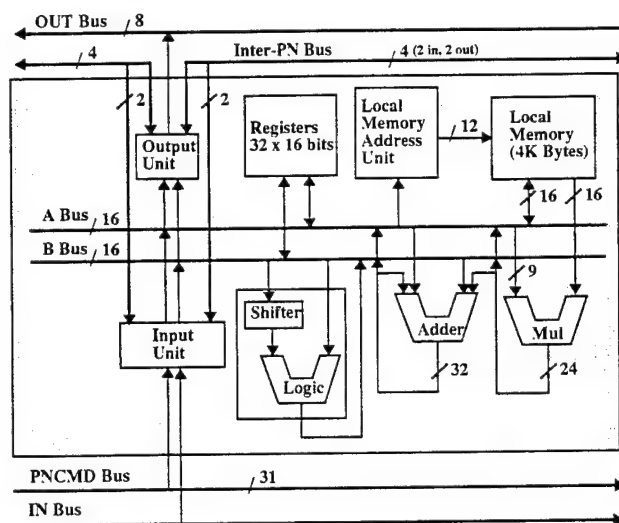 OUT Bus 8
4 Inter-PN Bus 4 (2 in, 2 out)
2 2
Output
Unit
Registers
32 x 16 bits
Local
Memory
Address
Unit
12
Local
Memory
(4K Bytes)
16 16
A Bus 16
B Bus 16
9
Shifter
Logic
Adder
Mul
32
24
Input
Unit
PNCMD Bus 31
IN Bus